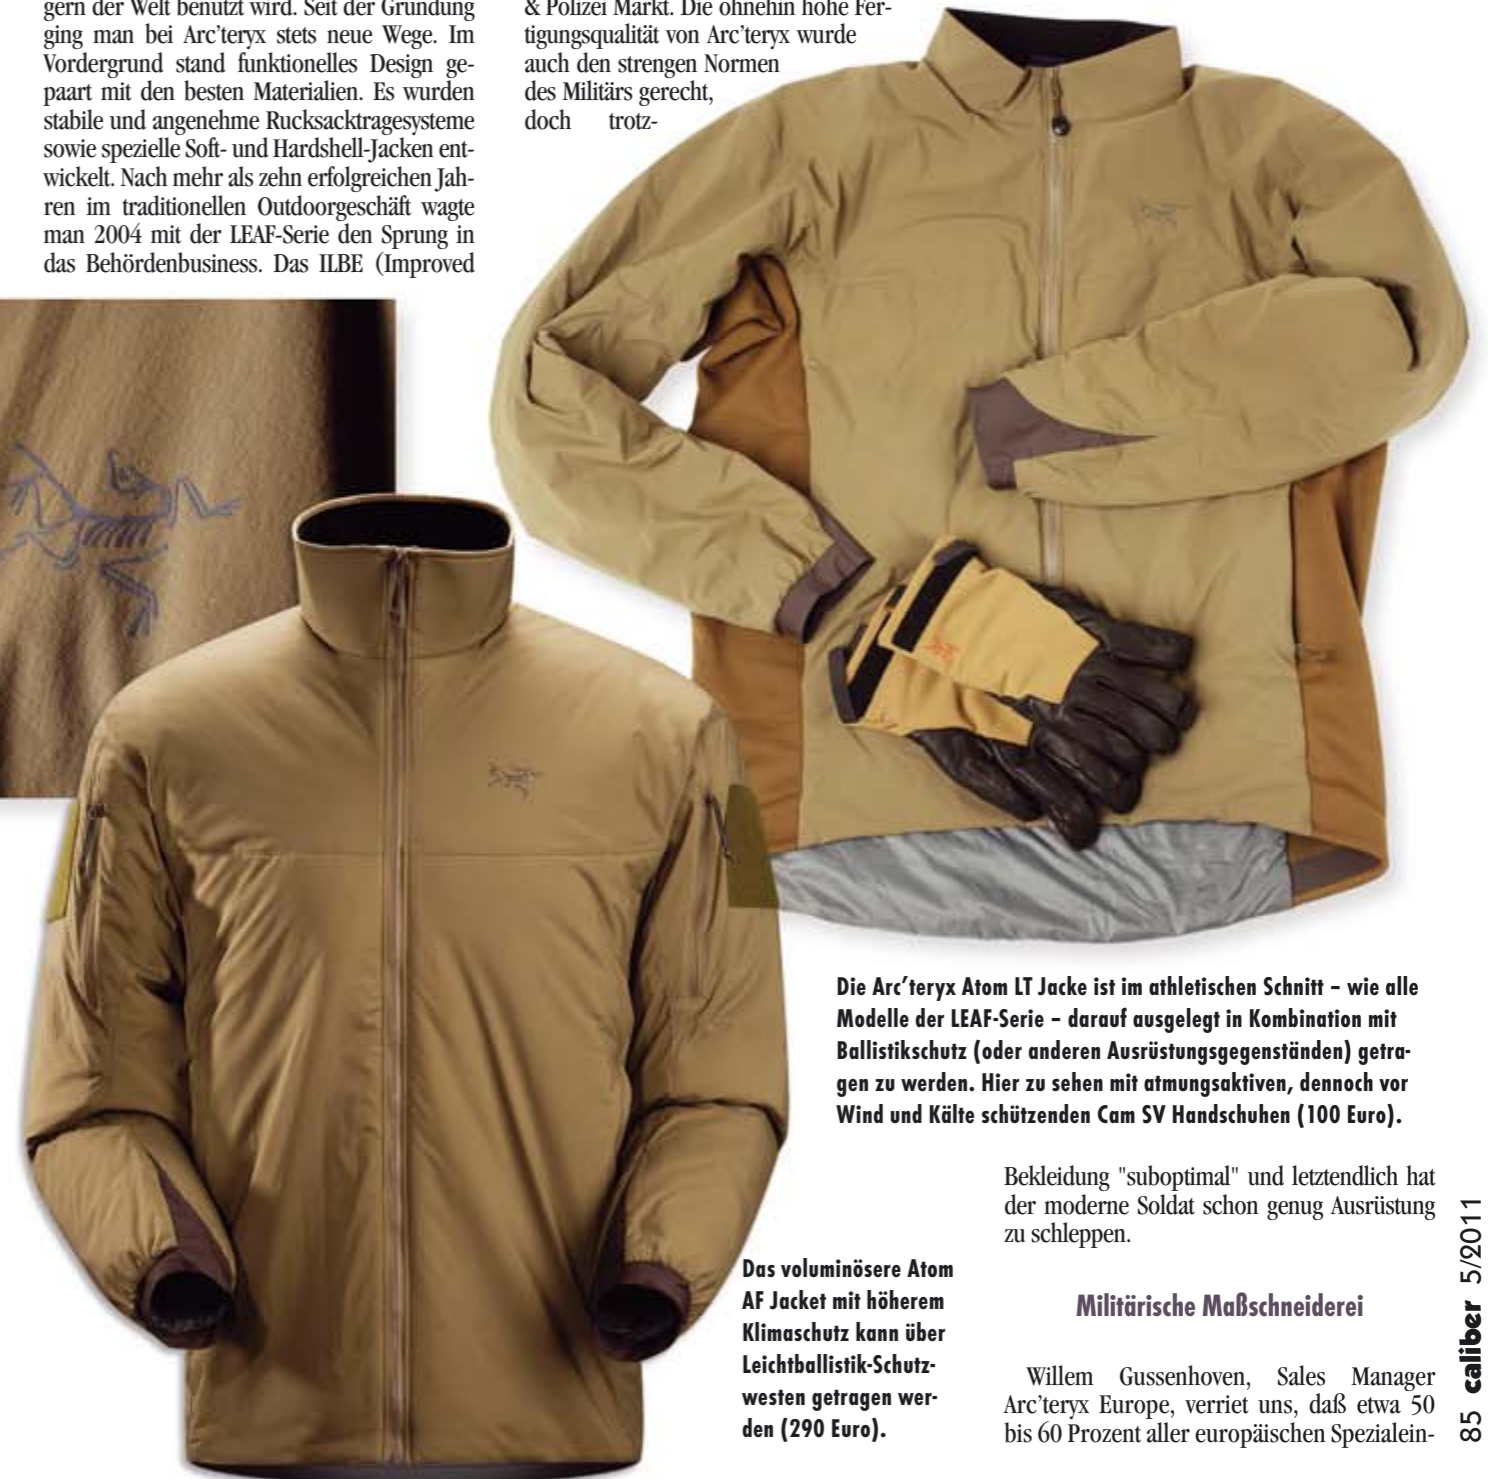 gern der Welt benutzt wird. Seit der Gründung
ging man bei Arc'teryx stets neue Wege. Im
Vordergrund stand funktionelles Design ge-
paart mit den besten Materialien. Es wurden
stabile und angenehme Rucksacktragesysteme
sowie spezielle Soft- und Hardshell-Jacken ent-
wickelt. Nach mehr als zehn erfolgreichen Jah-
ren im traditionellen Outdoorgeschäft wagte
man 2004 mit der LEAF-Serie den Sprung in
das Behördenbusiness. Das ILBE (Improved
& Polizei Markt. Die ohnehin hohe Fer-
tigungsqualität von Arc'teryx wurde
auch den strengen Normen
des Militärs gerecht,
doch trotz-
Die Arc'teryx Atom LT Jacke ist im athletischen Schnitt – wie alle
Modelle der LEAF-Serie – darauf ausgelegt in Kombination mit
Ballistikschutz (oder anderen Ausrüstungsgegenständen) getra-
gen zu werden. Hier zu sehen mit atmungsaktiven, dennoch vor
Wind und Kälte schützenden Cam SV Handschuhen (100 Euro).
Das voluminösere Atom
AF Jacket mit höherem
Klimaschutz kann über
Leichtballistik-Schutz-
westen getragen wer-
den (290 Euro).
Bekleidung "suboptimal" und letztendlich hat
der moderne Soldat schon genug Ausrüstung
zu schleppen.
Militärische Maßschneiderei
Willem Gussenhoven, Sales Manager
Arc'teryx Europe, verriet uns, daß etwa 50
bis 60 Prozent aller europäischen Spezialein-
85 caliber 5/2011